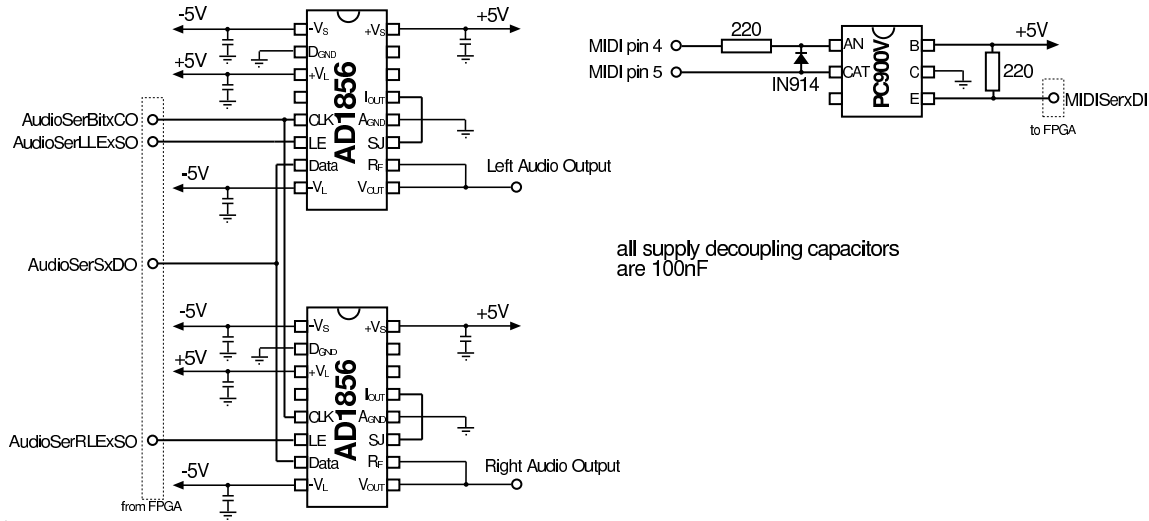 -5V
+5V
-VS
+VS
DGND
+5V
+VL
IOUT
AudioSerBitxCO
CLK
AGND
AudioSerLLExSO
LE
SJ
Data
RF
Left Audio Output
-5V
-VL
VOUT
AD1856
AudioSerSxDO
-5V
+5V
-VS
+VS
DGND
+5V
+VL
IOUT
CLK
AGND
AudioSerRLExSO
LE
SJ
Data
RF
Right Audio Output
-5V
-VL
VOUT
AD1856
from FPGA
220
+5V
MIDI pin 4
AN
B
MIDI pin 5
CAT
C
IN914
220
E
MIDISerxDI
PC900V
to FPGA
all supply decoupling capacitors
are 100nF